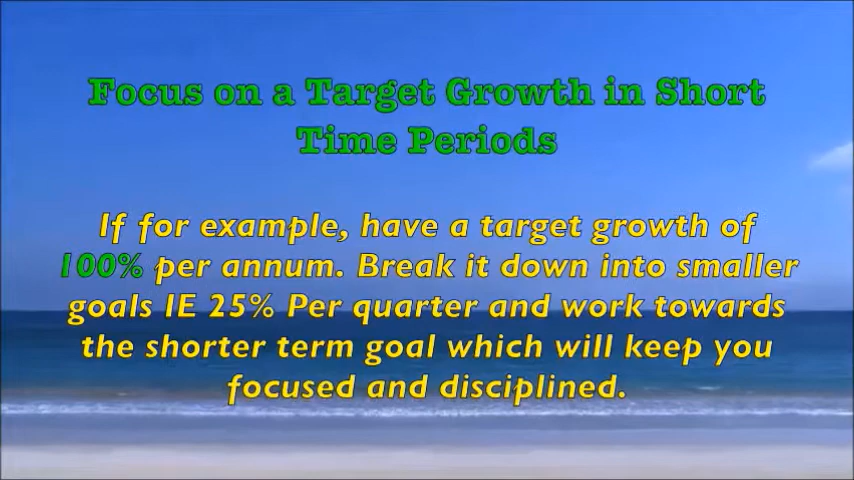 Focus on a Target Growth in Short
Time Periods
If for example, have a target growth of
100% per annum. Break it down into smaller
goals IE 25% Per quarter and work towards
the shorter term goal which will keep you
focused and disciplined.